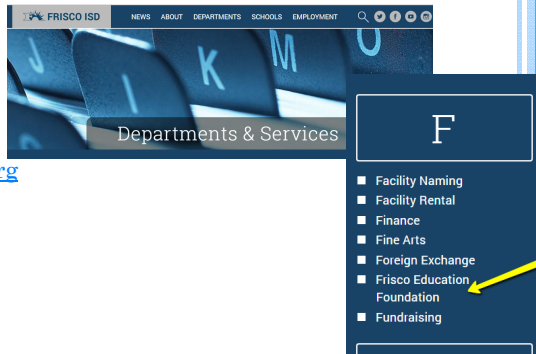 FRISCO ISD
NEWS ABOUT DEPARTMENTS SCHOOLS EMPLOYMENT
J I K M U
Departments & Services
rg
F
Facility Naming
Facility Rental
Finance
Fine Arts
Foreign Exchange
Frisco Education
Foundation
Fundraising